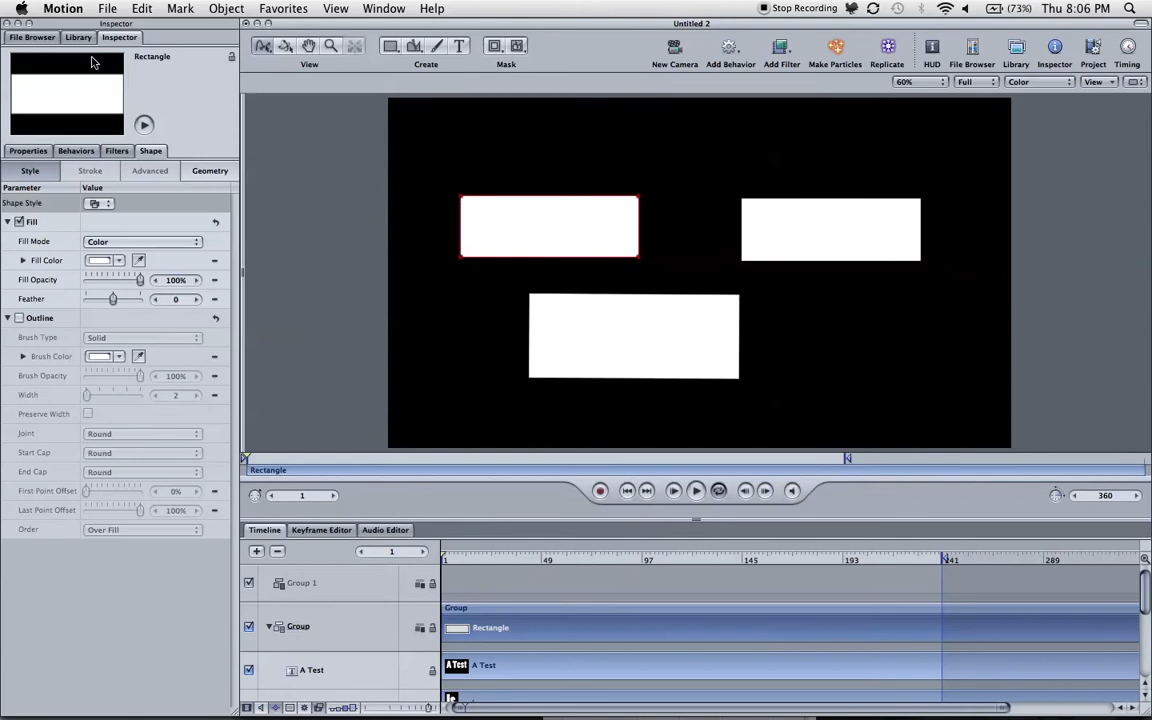 Motion File Edit Mark Object Favorites View Window Help
Stop Recording (73%) Thu 8:06 PM
Inspector
Untitled 2
File Browser Library Inspector
Rectangle
View Create Mask
New Camera Add Behavior Add Filter Make Particles Replicate HUD File Browser Library Inspector Project Timing
60% Full Color View
Properties Behaviors Filters Shape
Style Stroke Advanced Geometry
Parameter Value
Shape Style
Fill
Fill Mode Color
Fill Color
Fill Opacity 100%
Feather 0
Outline
Brush Type Solid
Brush Color
Brush Opacity 100%
Width 2
Preserve Width
Joint Round
Start Cap Round
End Cap Round
First Point Offset 0%
Last Point Offset 100%
Order Over Fill
Rectangle
1 360
Timeline Keyframe Editor Audio Editor
1
1 49 97 145 193 241 289
Group 1
Group
Group
Rectangle
A Test
A Test A Test